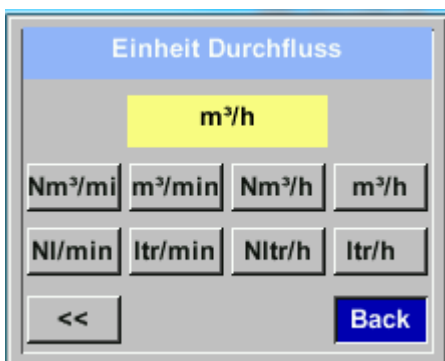 Einheit Durchfluss
m³/h
Nm³/mi m³/min Nm³/h m³/h
Nl/min ltr/min Nltr/h ltr/h
<< Back